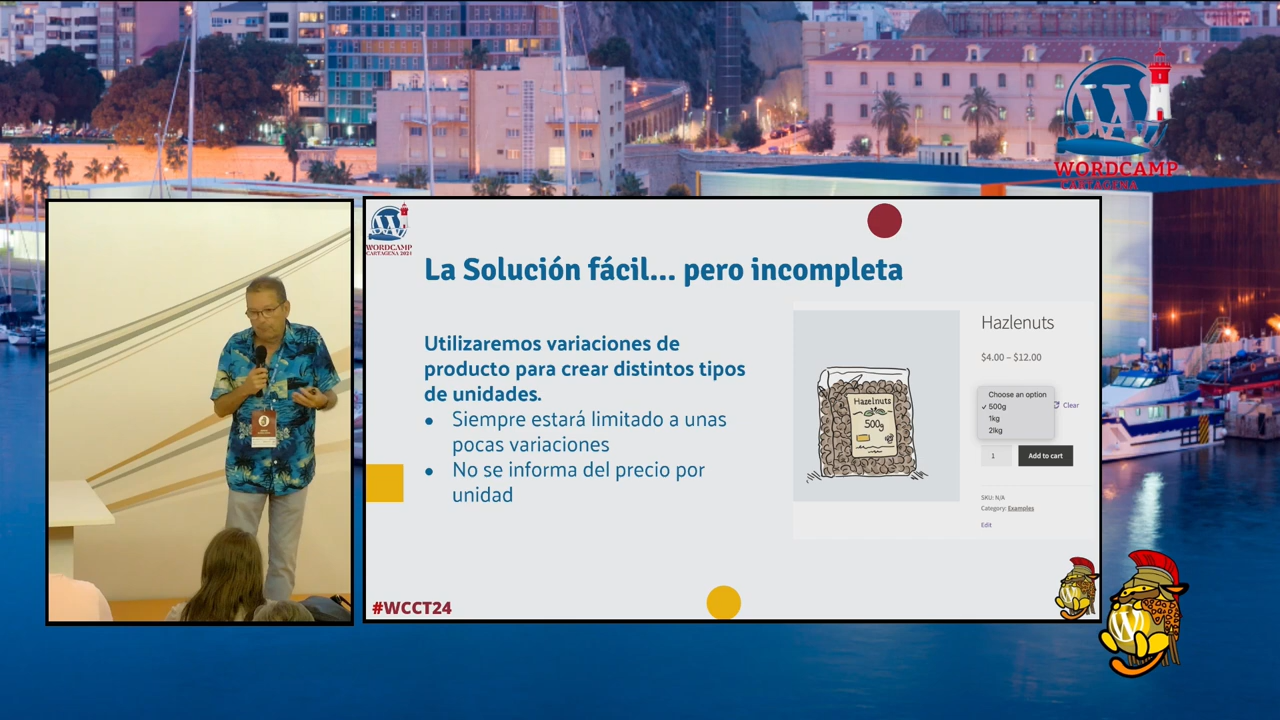 WORDCAMP
CARTAGENA
WORDCAMP
CARTAGENA 2024
La Solución fácil... pero incompleta
Utilizaremos variaciones de
producto para crear distintos tipos
de unidades.
● Siempre estará limitado a unas
pocas variaciones
● No se informa del precio por
unidad
Hazelnuts
500g
Hazlenuts
$4.00 – $12.00
Choose an option
✓ 500g
1kg
2lkg
Clear
1
Add to cart
SKU: N/A
Category: Examples
Edit
#WCCT24